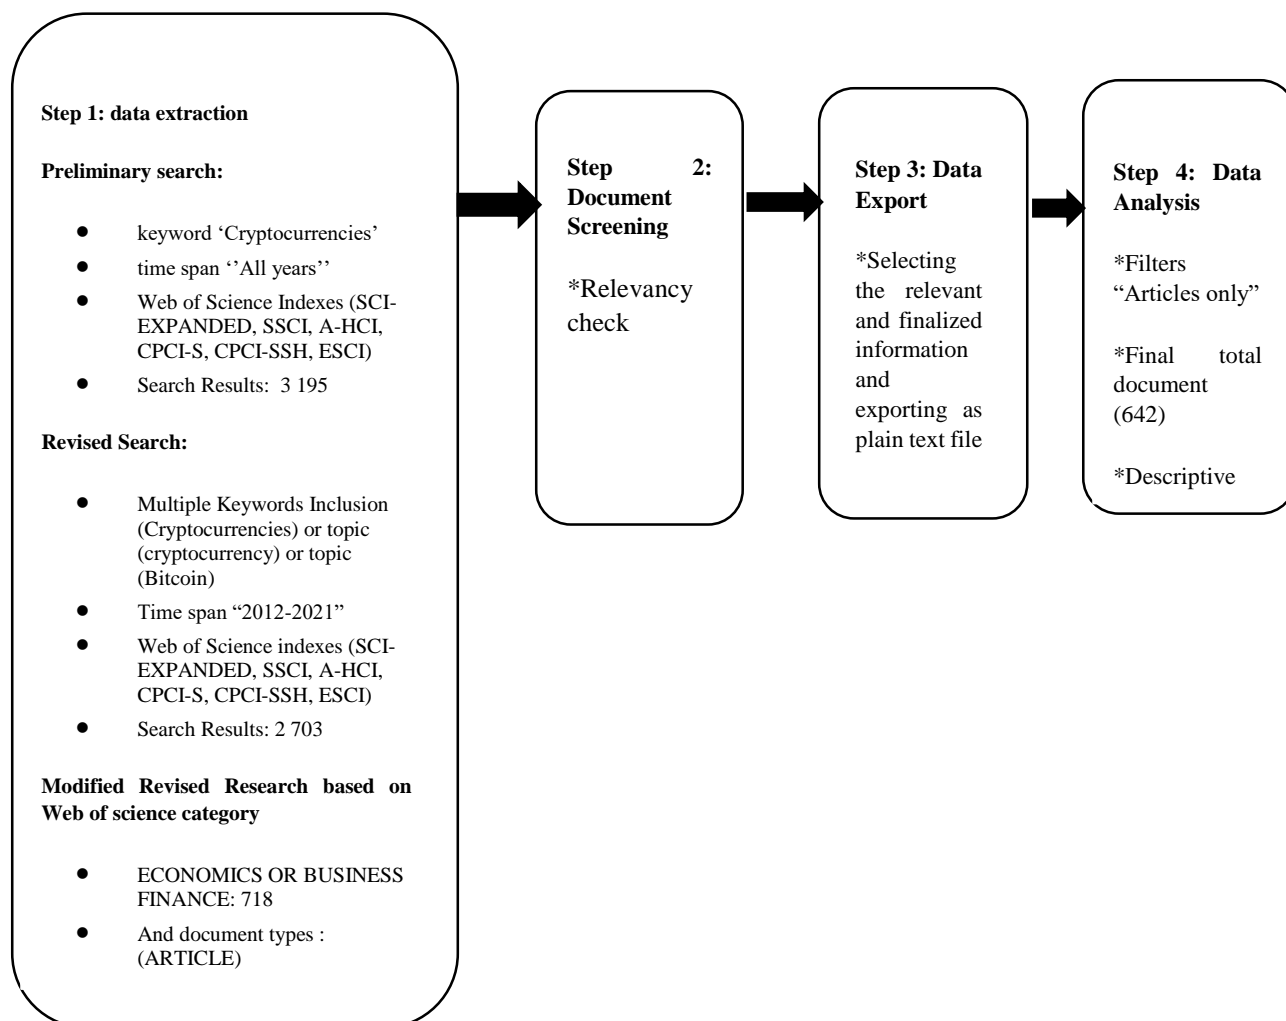 Step 1: data extraction
Preliminary search:
● keyword ‘Cryptocurrencies’
● time span ‘’All years’’
● Web of Science Indexes (SCI-
EXPANDED, SSCI, A-HCI,
CPCI-S, CPCI-SSH, ESCI)
● Search Results: 3 195
Revised Search:
● Multiple Keywords Inclusion
(Cryptocurrencies) or topic
(cryptocurrency) or topic
(Bitcoin)
● Time span “2012-2021”
● Web of Science indexes (SCI-
EXPANDED, SSCI, A-HCI,
CPCI-S, CPCI-SSH, ESCI)
● Search Results: 2 703
Modified Revised Research based on
Web of science category
● ECONOMICS OR BUSINESS
FINANCE: 718
● And document types :
(ARTICLE)
Step 2:
Document
Screening
*Relevancy
check
Step 3: Data
Export
*Selecting
the relevant
and finalized
information
and
exporting as
plain text file
Step 4: Data
Analysis
*Filters
“Articles only”
*Final total
document
(642)
*Descriptive